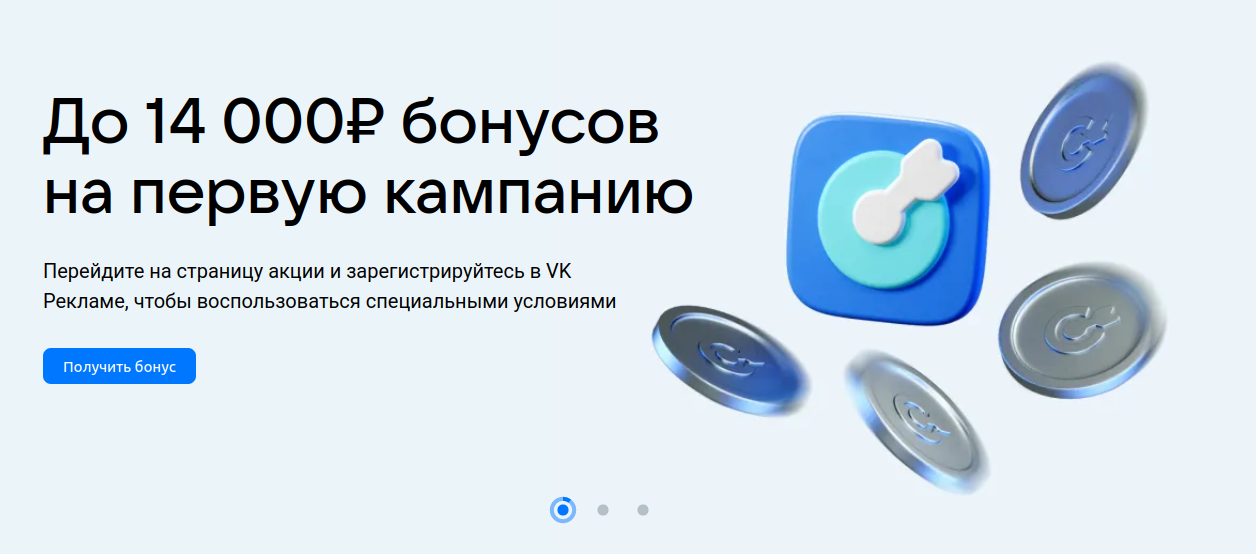 До 14 000₽ бонусов
на первую кампанию
Перейдите на страницу акции и зарегистрируйтесь в VK
Рекламе, чтобы воспользоваться специальными условиями
Получить бонус